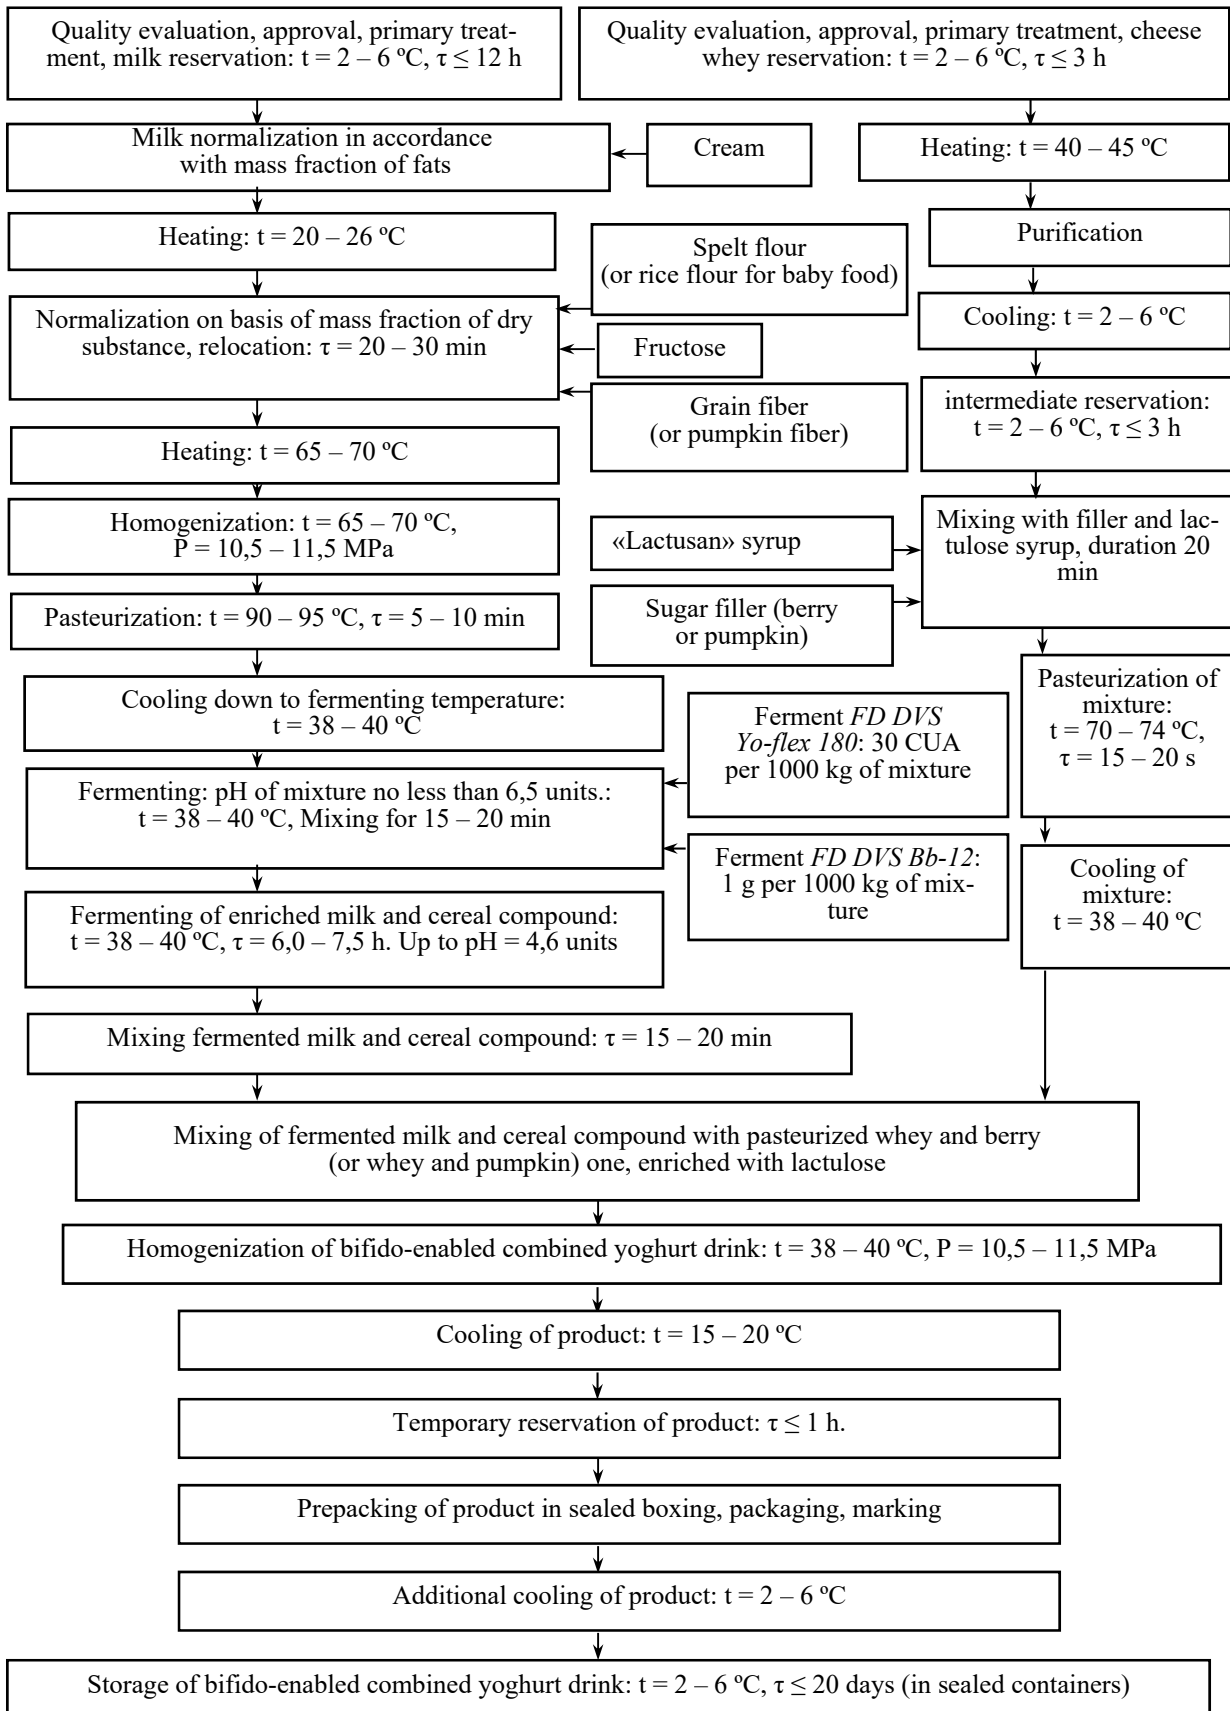 Quality evaluation, approval, primary treat-
ment, milk reservation: t = 2 – 6 ºC, τ ≤ 12 h
Quality evaluation, approval, primary treatment, cheese
whey reservation: t = 2 – 6 ºC, τ ≤ 3 h
Milk normalization in accordance
with mass fraction of fats
Cream
Heating: t = 40 – 45 ºC
Heating: t = 20 – 26 ºC
Spelt flour
(or rice flour for baby food)
Purification
Normalization on basis of mass fraction of dry
substance, relocation: τ = 20 – 30 min
Fructose
Cooling: t = 2 – 6 ºC
Grain fiber
(or pumpkin fiber)
intermediate reservation:
t = 2 – 6 ºC, τ ≤ 3 h
Heating: t = 65 – 70 ºC
Homogenization: t = 65 – 70 ºC,
P = 10,5 – 11,5 MPa
«Lactusan» syrup
Mixing with filler and lac-
tulose syrup, duration 20
min
Pasteurization: t = 90 – 95 ºC, τ = 5 – 10 min
Sugar filler (berry
or pumpkin)
Cooling down to fermenting temperature:
t = 38 – 40 ºC
Ferment FD DVS
Yo-flex 180: 30 CUA
per 1000 kg of mixture
Pasteurization of
mixture:
t = 70 – 74 ºC,
τ = 15 – 20 s
Fermenting: pH of mixture no less than 6,5 units.:
t = 38 – 40 ºC, Mixing for 15 – 20 min
Ferment FD DVS Bb-12:
1 g per 1000 kg of mix-
ture
Cooling of
mixture:
t = 38 – 40 ºC
Fermenting of enriched milk and cereal compound:
t = 38 – 40 ºC, τ = 6,0 – 7,5 h. Up to pH = 4,6 units
Mixing fermented milk and cereal compound: τ = 15 – 20 min
Mixing of fermented milk and cereal compound with pasteurized whey and berry
(or whey and pumpkin) one, enriched with lactulose
Homogenization of bifido-enabled combined yoghurt drink: t = 38 – 40 ºC, P = 10,5 – 11,5 MPa
Cooling of product: t = 15 – 20 ºC
Temporary reservation of product: τ ≤ 1 h.
Prepacking of product in sealed boxing, packaging, marking
Additional cooling of product: t = 2 – 6 ºC
Storage of bifido-enabled combined yoghurt drink: t = 2 – 6 ºC, τ ≤ 20 days (in sealed containers)